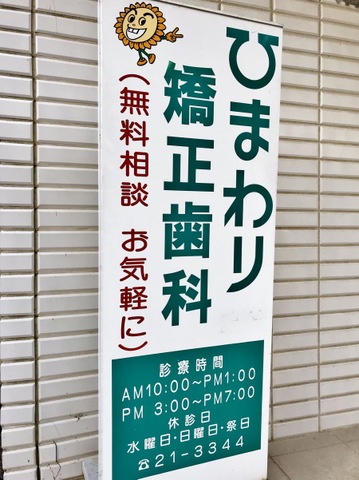 ひまわり
矯正歯科
(無料相談 お気軽に)
診療時間
AM10:00～PM1:00
PM 3:00～PM7:00
休診日
水曜日・日曜日・祭日
☎21-3344